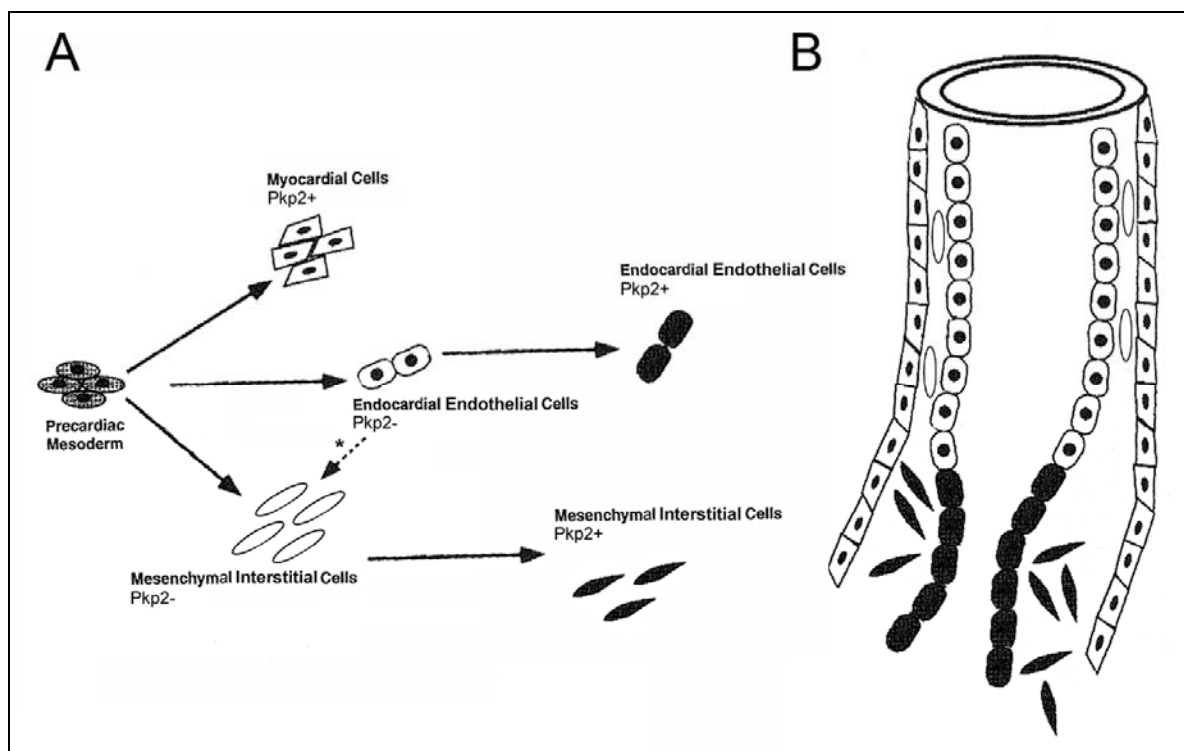 A
B
Myocardial Cells
Pkp2+
Endocardial Endothelial Cells
Pkp2+
Precardiac
Mesoderm
Endocardial Endothelial Cells
Pkp2-
*
Mesenchymal Interstitial Cells
Pkp2+
Mesenchymal Interstitial Cells
Pkp2-